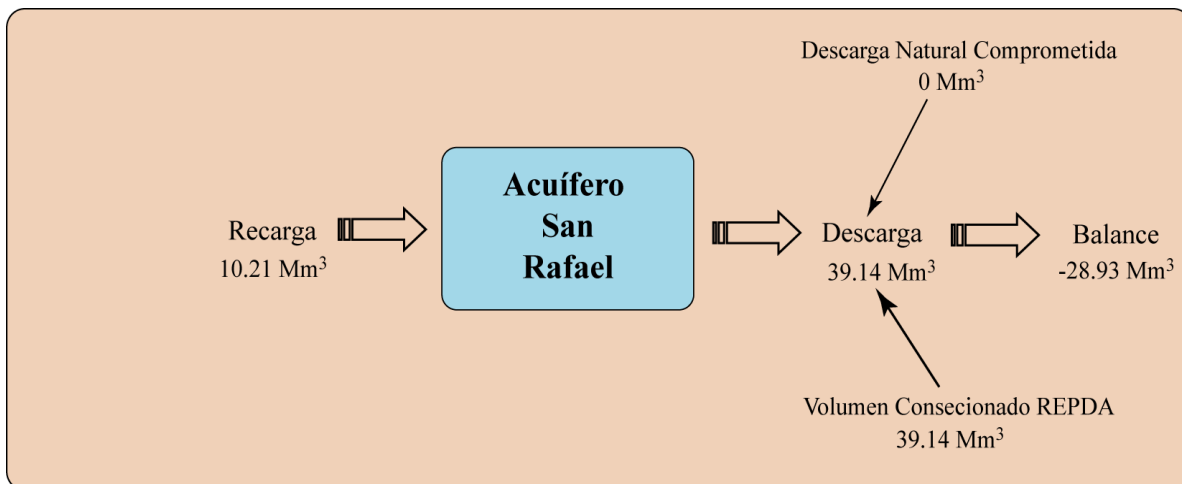 Descarga Natural Comprometida
0 Mm³
Acuífero
San
Rafael
Recarga
10.21 Mm³
Descarga
39.14 Mm³
Balance
-28.93 Mm³
Volumen Consecionado REPDA
39.14 Mm³